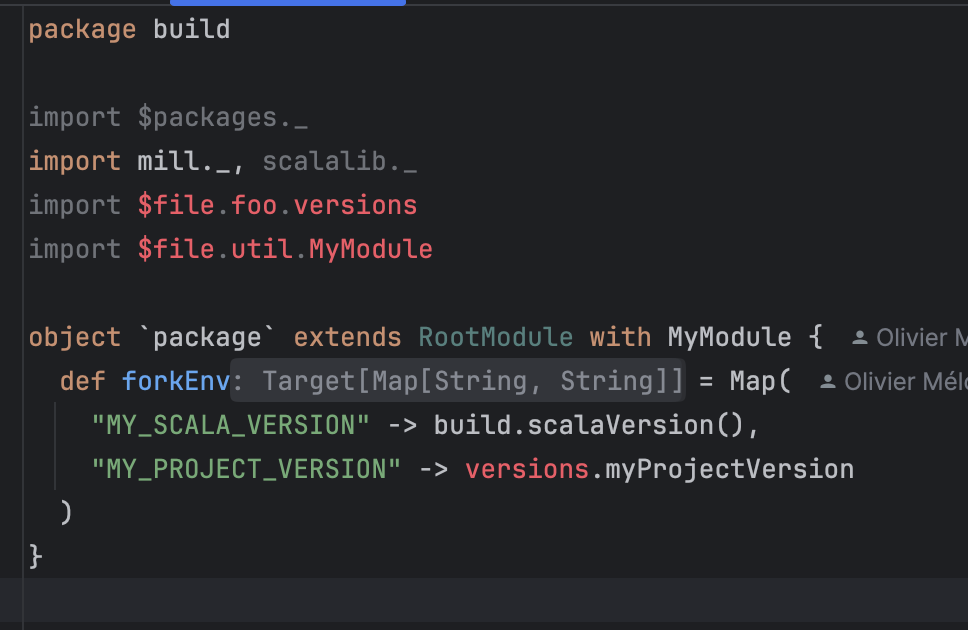 package build
import $packages._
import mill._, scalalib._
import $file.foo.versions
import $file.util.MyModule
object `package` extends RootModule with MyModule { Olivier M
def forkEnv: Target[Map[String, String]] = Map( Olivier Mélo
"MY_SCALA_VERSION" -> build.scalaVersion(),
"MY_PROJECT_VERSION" -> versions.myProjectVersion
)
}